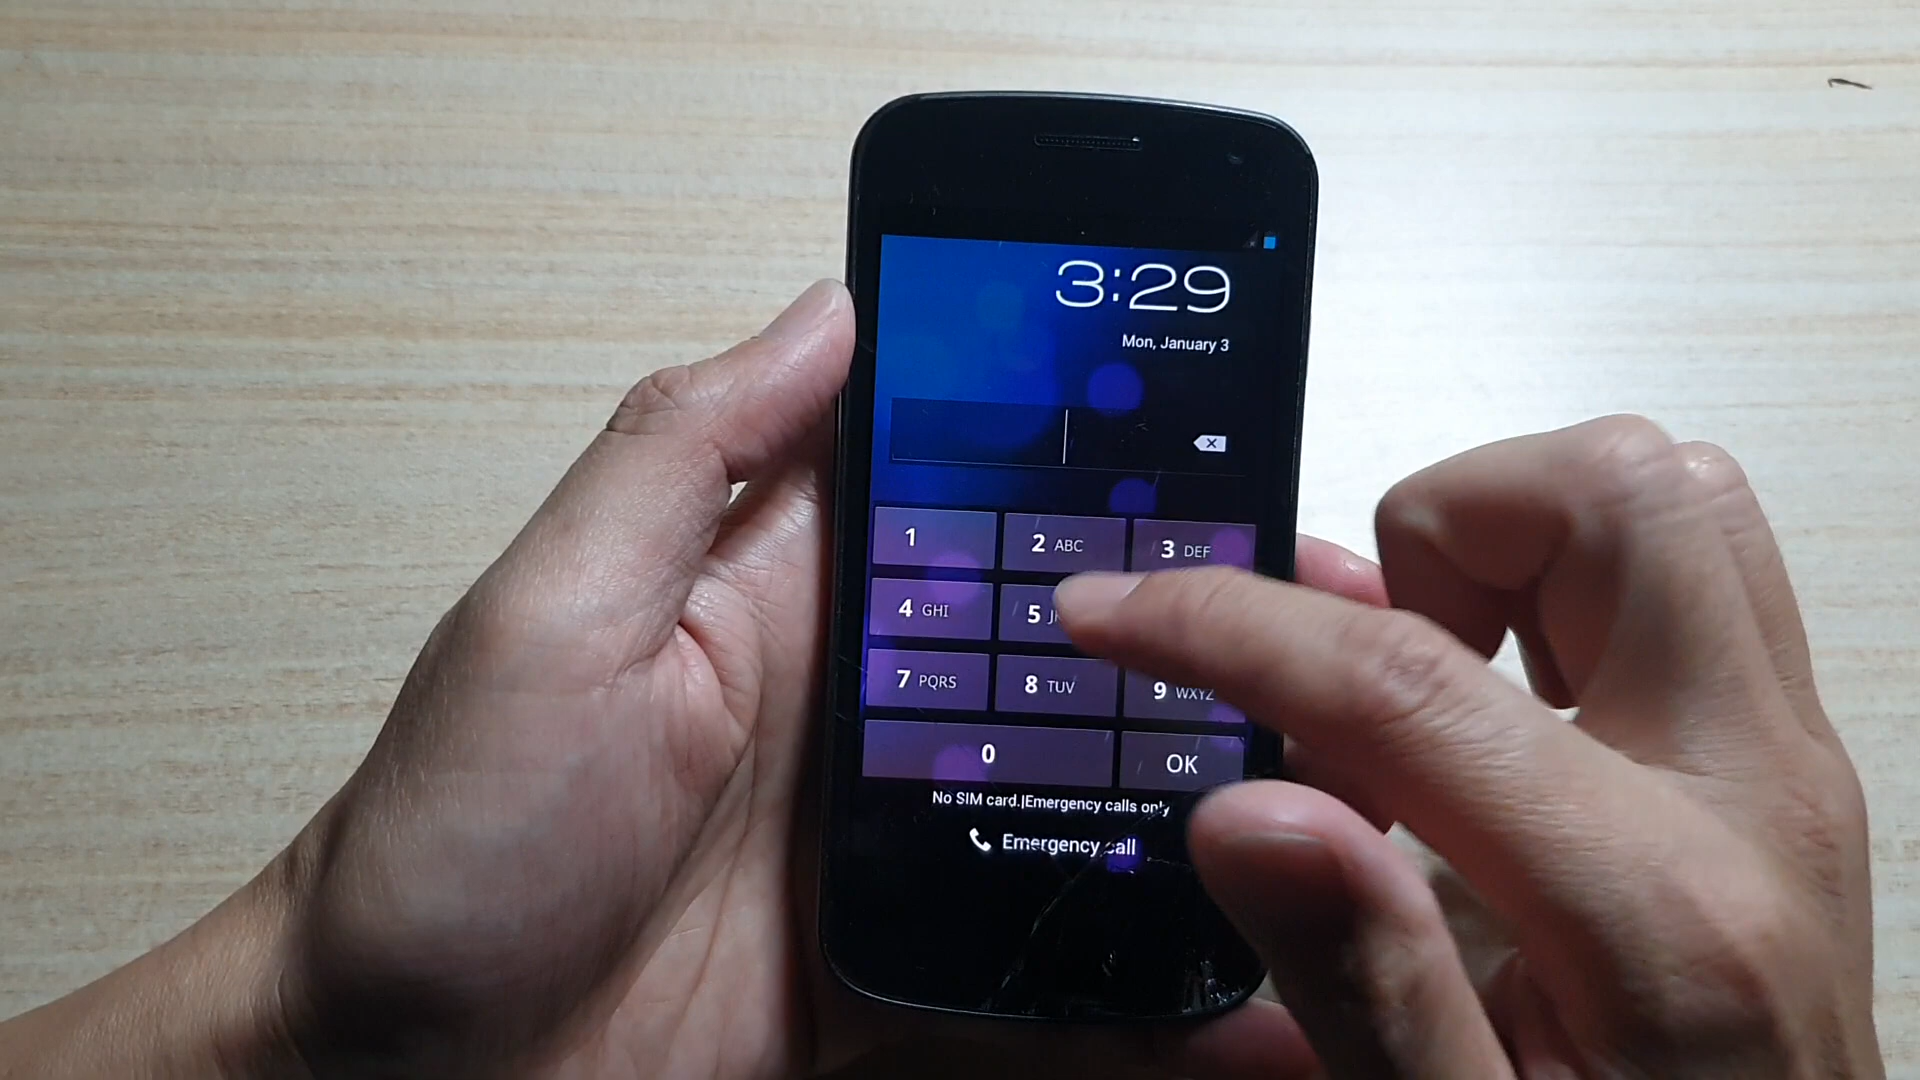 3:29
Mon, January 3
1 2 ABC 3 DEF
4 GHI 5
7 PQRS 8 TUV 9 WXYZ
0 OK
No SIM card.|Emergency calls only
Emergency call